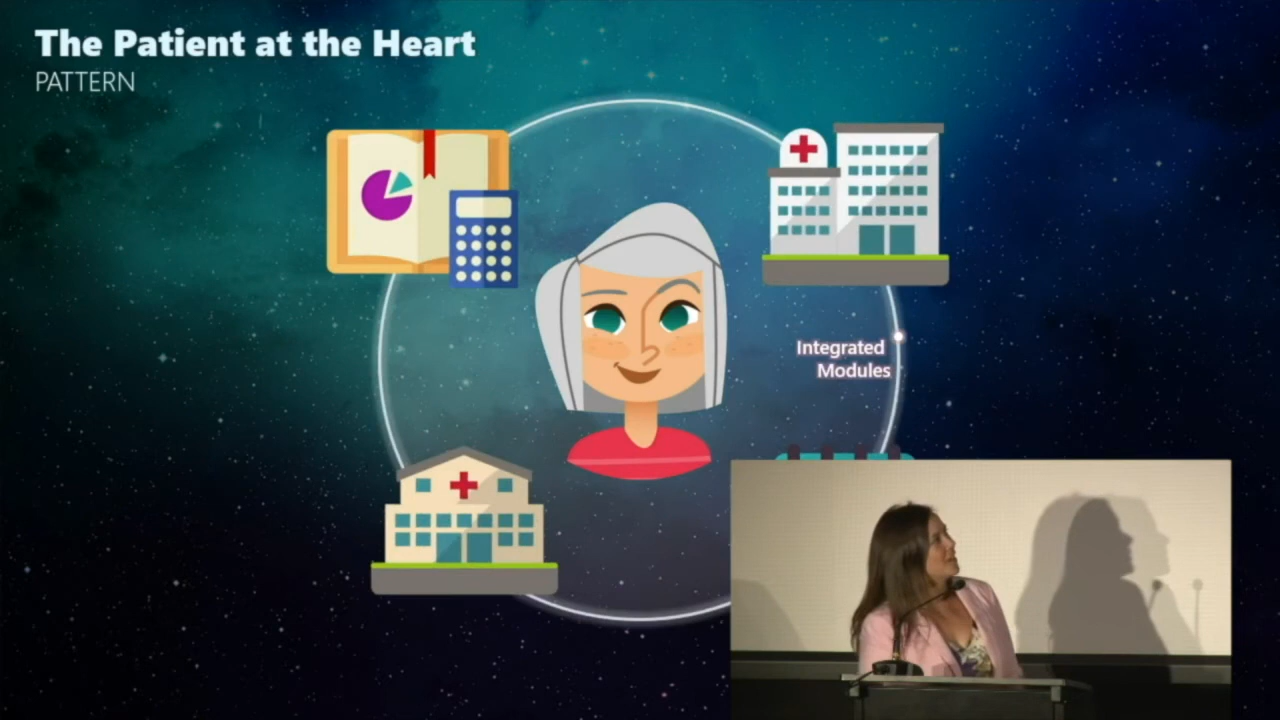 The Patient at the Heart
PATTERN
Integrated
Modules